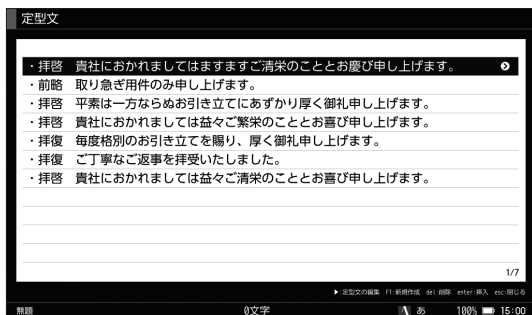 定型文
・拝啓　貴社におかれましてはますますご清栄のこととお慶び申し上げます。
・前略　取り急ぎ用件のみ申し上げます。
・拝啓　平素は一方ならぬお引き立てにあずかり厚く御礼申し上げます。
・拝啓　貴社におかれましては益々ご繁栄のこととお喜び申し上げます。
・拝復　毎度格別のお引き立てを賜り、厚く御礼申し上げます。
・拝復　ご丁寧なご返事を拝受いたしました。
・拝啓　貴社におかれましては益々ご清栄のこととお喜び申し上げます。
1/7
▶:定型文の編集　F1:新規作成　del:削除　enter:挿入　esc:閉じる
無題　0文字　あ　100%　15:00